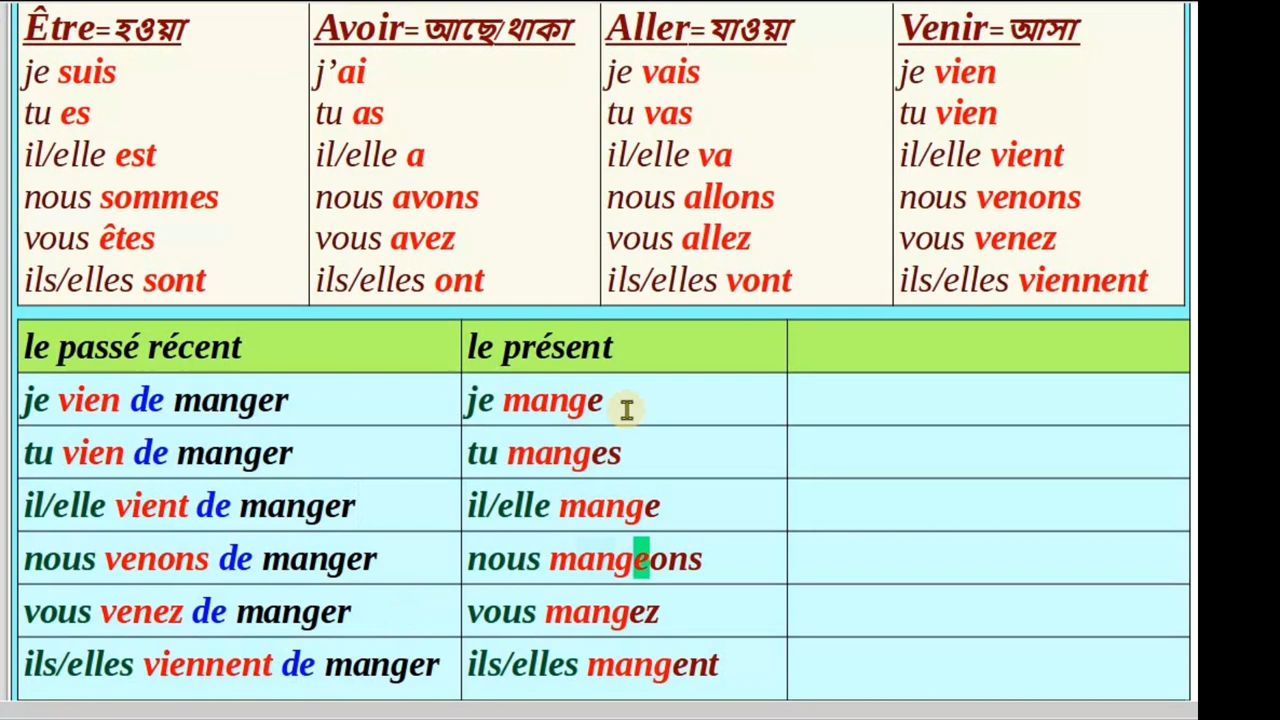 Être=হওয়া
je suis
tu es
il/elle est
nous sommes
vous êtes
ils/elles sont
Avoir=আছে/থাকা
j’ai
tu as
il/elle a
nous avons
vous avez
ils/elles ont
Aller=যাওয়া
je vais
tu vas
il/elle va
nous allons
vous allez
ils/elles vont
Venir=আসা
je vien
tu vien
il/elle vient
nous venons
vous venez
ils/elles viennent
le passé récent le présent
je vien de manger je mange
tu vien de manger tu manges
il/elle vient de manger il/elle mange
nous venons de manger nous mangeons
vous venez de manger vous mangez
ils/elles viennent de manger ils/elles mangent